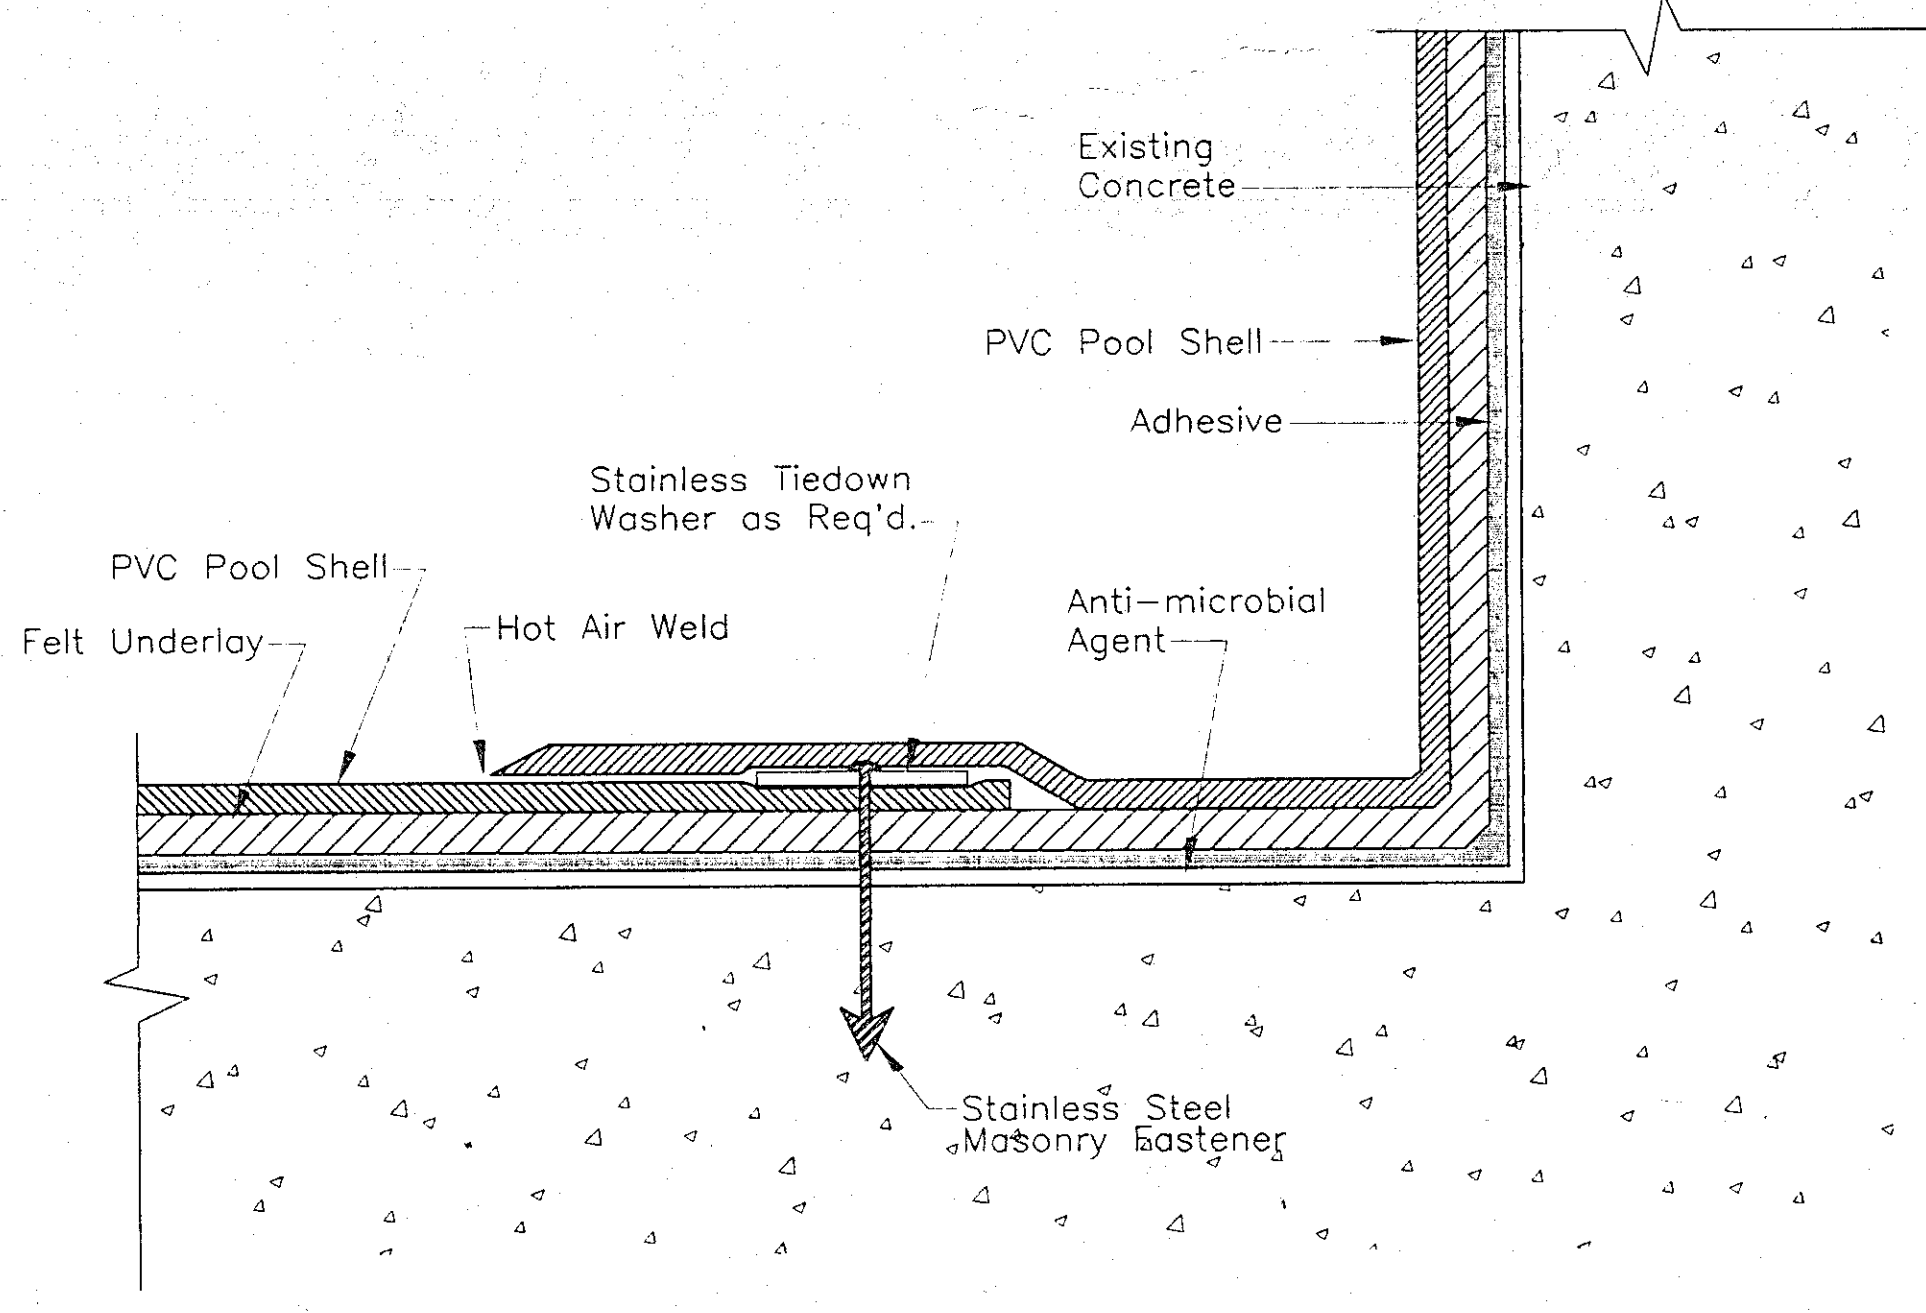 Existing
Concrete
PVC Pool Shell
Adhesive
Stainless Tiedown
Washer as Req'd.
PVC Pool Shell
Hot Air Weld
Felt Underlay
Anti-microbial
Agent
Stainless Steel
Masonry Fastener